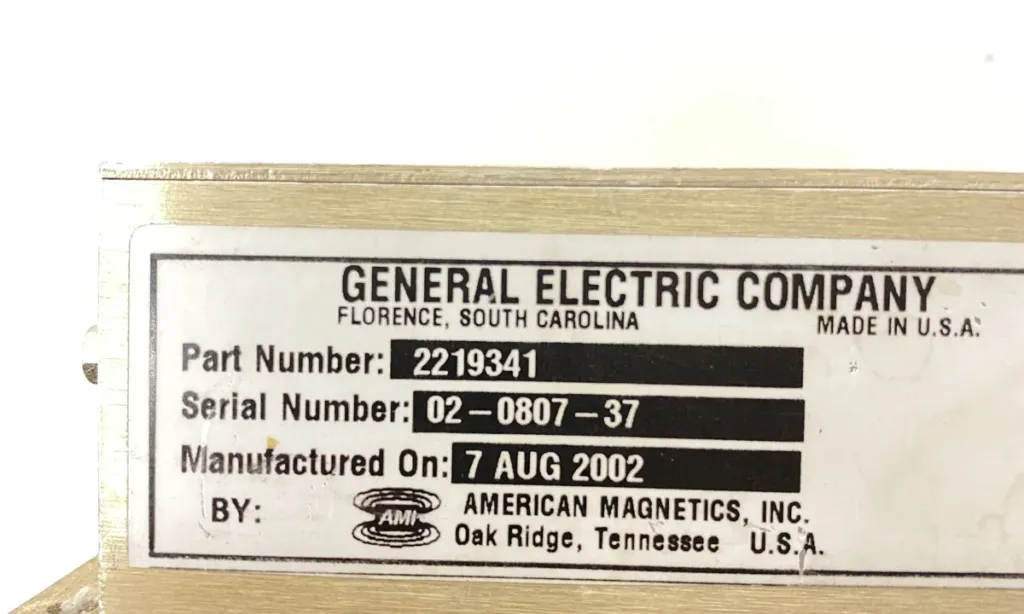 GENERAL ELECTRIC COMPANY
FLORENCE, SOUTH CAROLINA MADE IN U.S.A.
Part Number: 2219341
Serial Number: 02-0807-37
Manufactured On: 7 AUG 2002
BY: AMI AMERICAN MAGNETICS, INC.
Oak Ridge, Tennessee U.S.A.